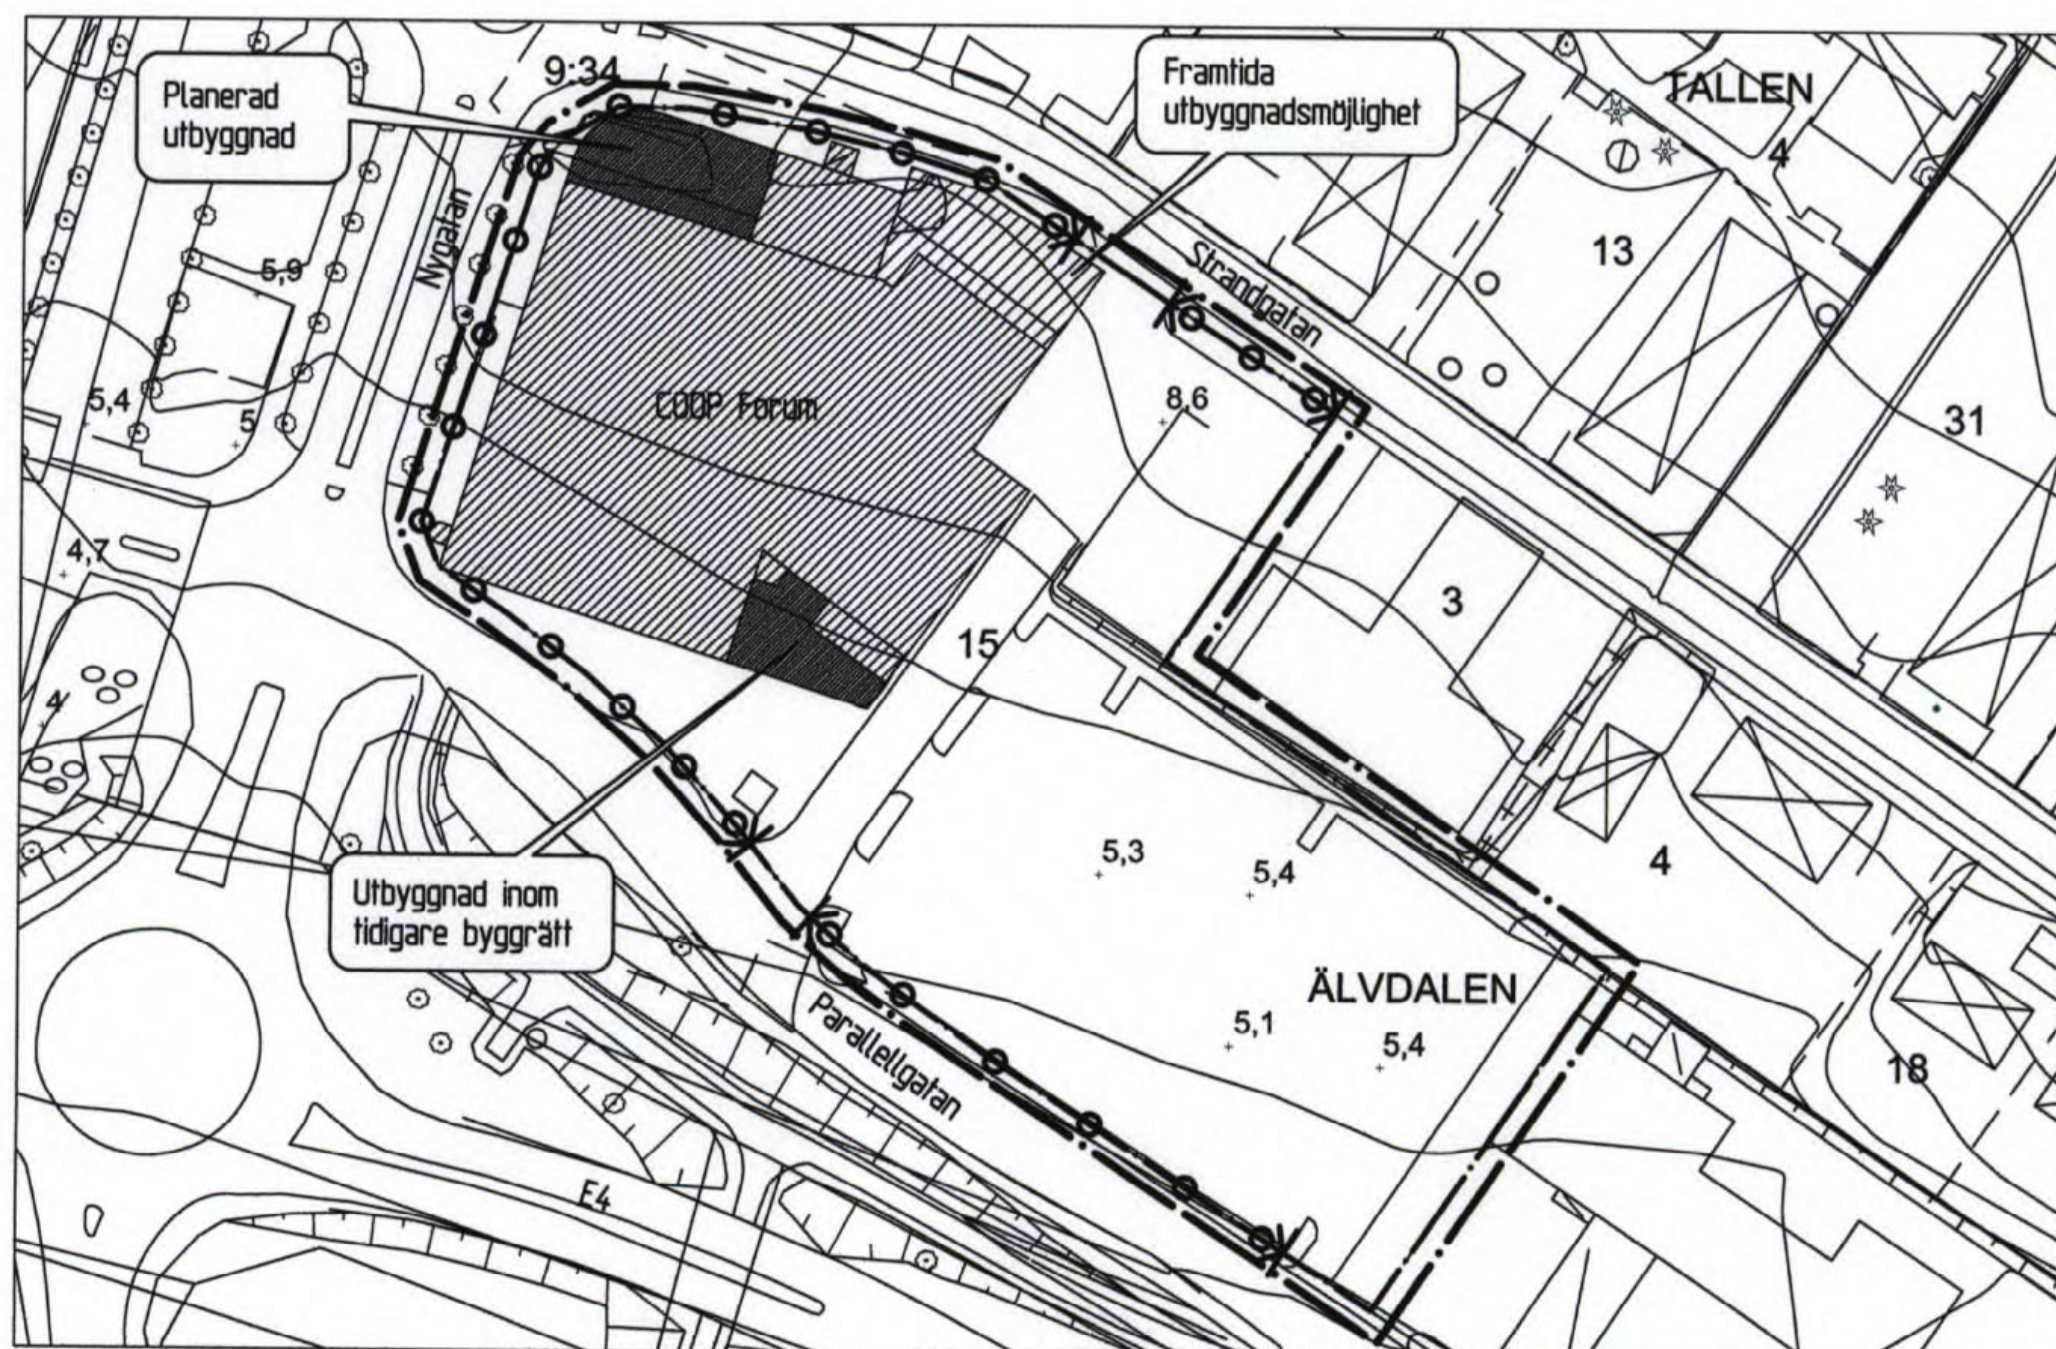 9:34
Planerad
utbyggnad
Framtida
utbyggnadsmöjlighet
TALLEN
4
13
Nygatan
Strandgatan
5,9
5,4
5
COOP Forum
8,6
31
4,7
3
15
4
5,3
5,4
4
Utbyggnad inom
tidigare byggrätt
ÄLVDALEN
5,1
5,4
Parallellgatan
18
E4